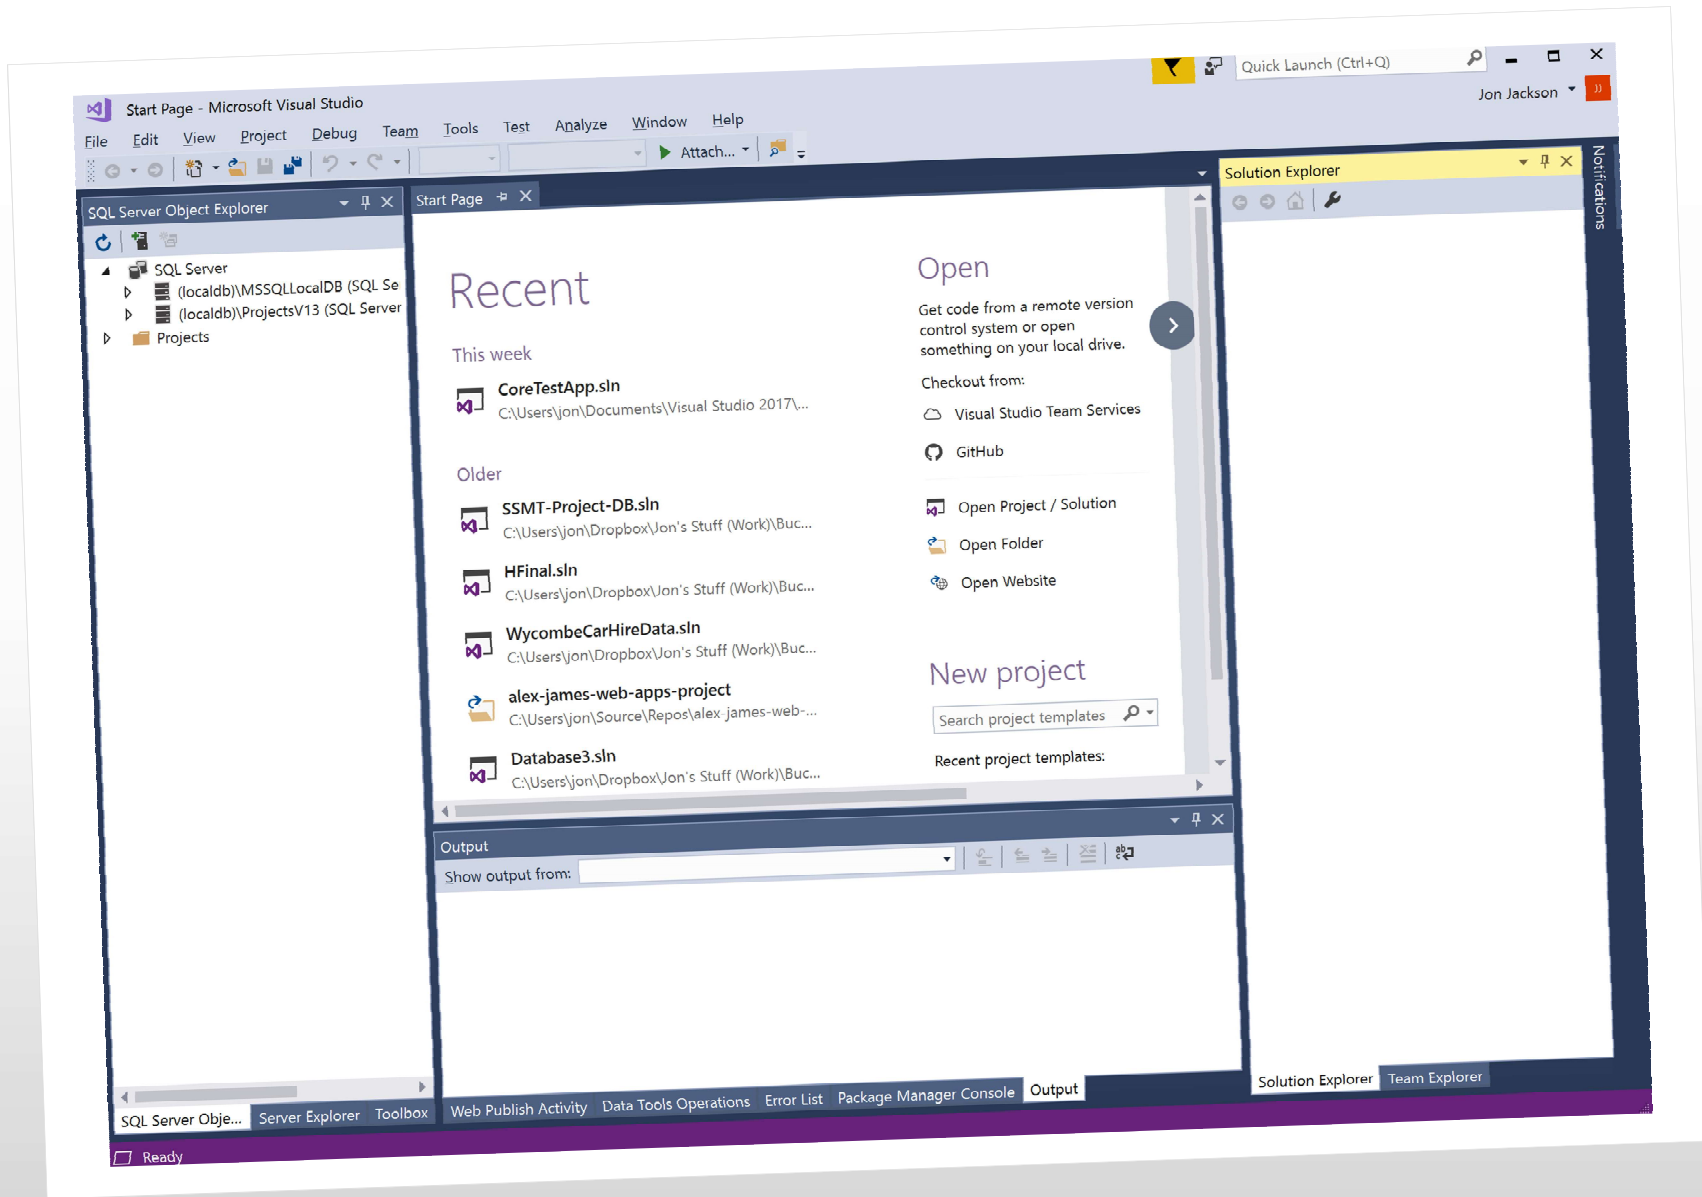 Quick Launch (Ctrl+Q)
Start Page - Microsoft Visual Studio
Jon Jackson
JJ
File Edit View Project Debug Team Tools Test Analyze Window Help
Attach...
SQL Server Object Explorer
SQL Server
(localdb)\MSSQLLocalDB (SQL Se
(localdb)\ProjectsV13 (SQL Server
Projects
Start Page
Recent
This week
CoreTestApp.sln
C:\Users\jon\Documents\Visual Studio 2017\...
Older
SSMT-Project-DB.sln
C:\Users\jon\Dropbox\Jon's Stuff (Work)\Buc...
HFinal.sln
C:\Users\jon\Dropbox\Jon's Stuff (Work)\Buc...
WycombeCarHireData.sln
C:\Users\jon\Dropbox\Jon's Stuff (Work)\Buc...
alex-james-web-apps-project
C:\Users\jon\Source\Repos\alex-james-web-...
Database3.sln
C:\Users\jon\Dropbox\Jon's Stuff (Work)\Buc...
Open
Get code from a remote version
control system or open
something on your local drive.
Checkout from:
Visual Studio Team Services
GitHub
Open Project / Solution
Open Folder
Open Website
New project
Search project templates
Recent project templates:
Output
Show output from:
Solution Explorer
Notifications
SQL Server Obje... Server Explorer Toolbox
Web Publish Activity Data Tools Operations Error List Package Manager Console Output
Solution Explorer Team Explorer
Ready